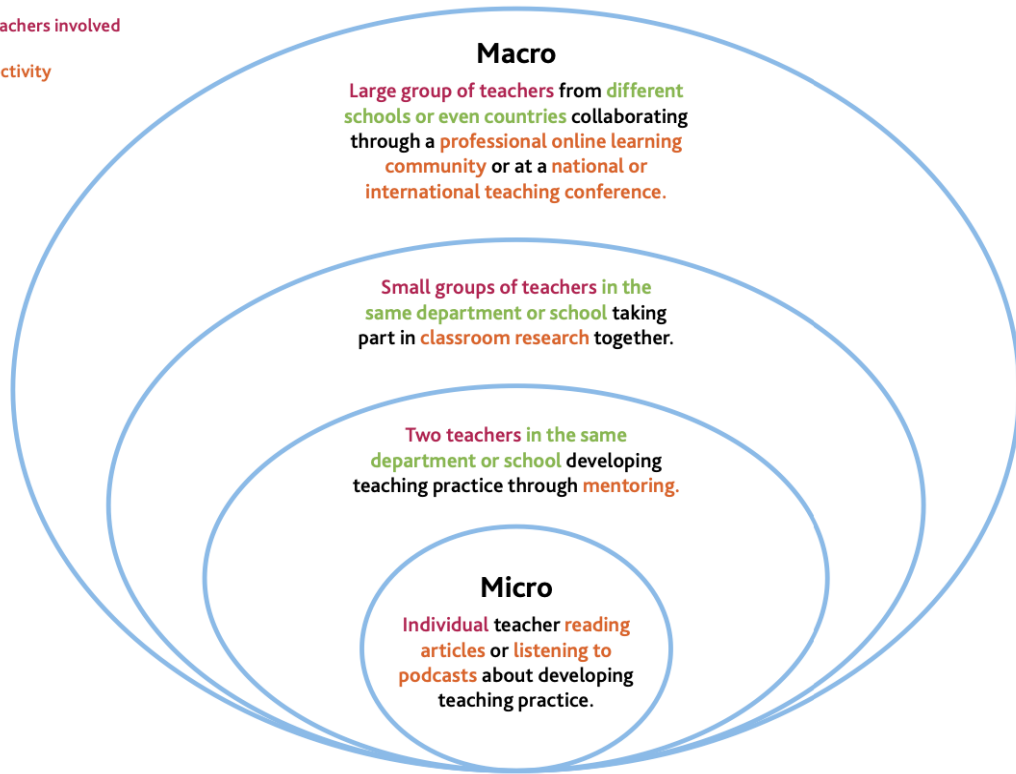 achers involved
ctivity
Macro
Large group of teachers from different
schools or even countries collaborating
through a professional online learning
community or at a national or
international teaching conference.
Small groups of teachers in the
same department or school taking
part in classroom research together.
Two teachers in the same
department or school developing
teaching practice through mentoring.
Micro
Individual teacher reading
articles or listening to
podcasts about developing
teaching practice.